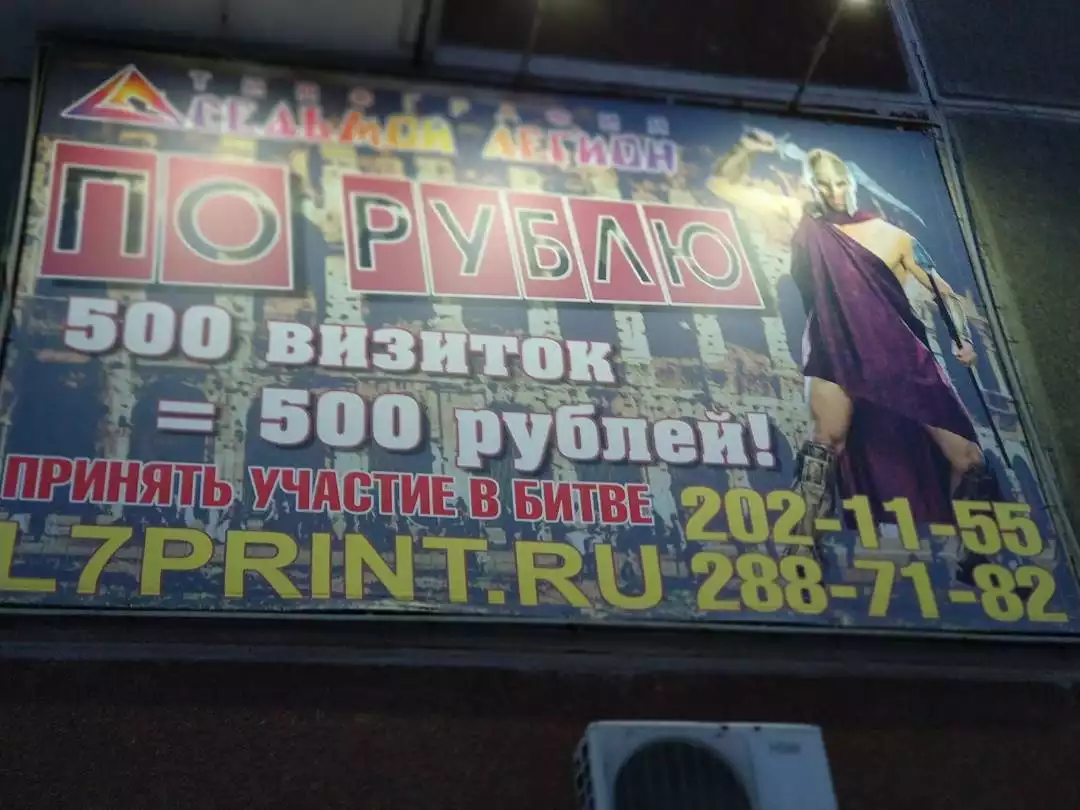 ТИПОГРАФИЯ
СЕДЬМОЙ ЛЕГИОН
ПО РУБЛЮ
500 визиток
= 500 рублей!
ПРИНЯТЬ УЧАСТИЕ В БИТВЕ
202-11-55
L7PRINT.RU
288-71-82